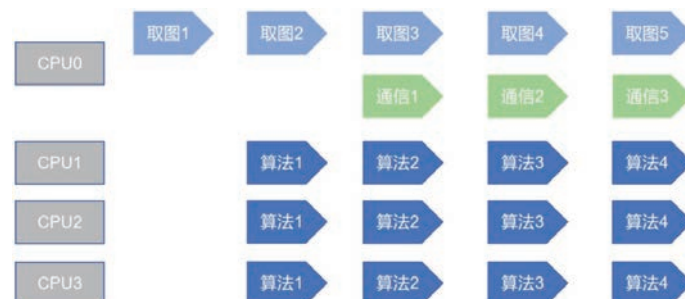 取图1 取图2 取图3 取图4 取图5
CPU0
通信1 通信2 通信3
CPU1 算法1 算法2 算法3 算法4
CPU2 算法1 算法2 算法3 算法4
CPU3 算法1 算法2 算法3 算法4